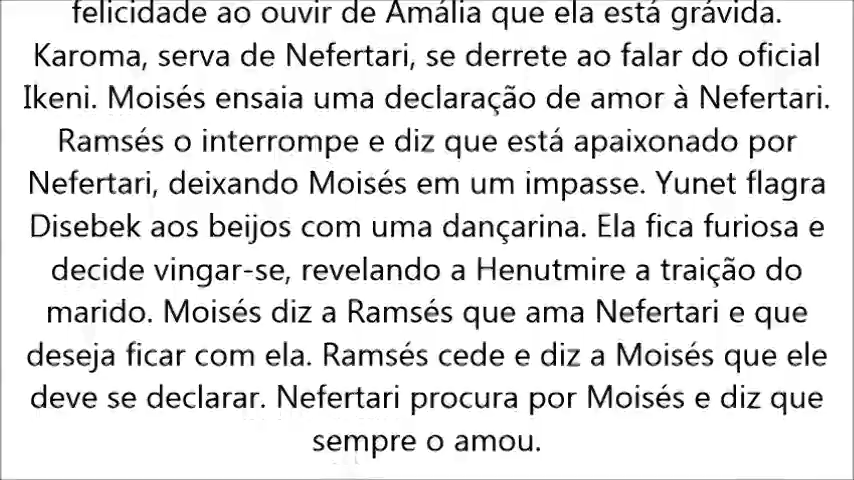 felicidade ao ouvir de Amália que ela está grávida.
Karoma, serva de Nefertari, se derrete ao falar do oficial
Ikeni. Moisés ensaia uma declaração de amor à Nefertari.
Ramsés o interrompe e diz que está apaixonado por
Nefertari, deixando Moisés em um impasse. Yunet flagra
Disebek aos beijos com uma dançarina. Ela fica furiosa e
decide vingar-se, revelando a Henutmire a traição do
marido. Moisés diz a Ramsés que ama Nefertari e que
deseja ficar com ela. Ramsés cede e diz a Moisés que ele
deve se declarar. Nefertari procura por Moisés e diz que
sempre o amou.